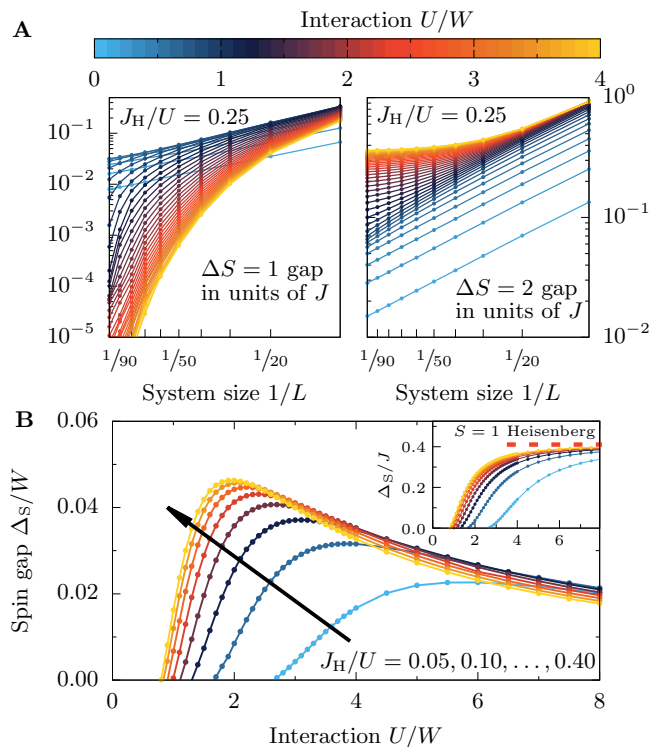 Interaction U/W
A
0 1 2 3 4
J_H/U = 0.25
ΔS = 1 gap
in units of J
10^{-1}
10^{-2}
10^{-3}
10^{-4}
10^{-5}
1/90 1/50 1/20
System size 1/L
J_H/U = 0.25
ΔS = 2 gap
in units of J
10^0
10^{-1}
10^{-2}
1/90 1/50 1/20
System size 1/L
B
Spin gap Δ_S/W
0.06
0.04
0.02
0.00
0 2 4 6 8
Interaction U/W
J_H/U = 0.05, 0.10, ..., 0.40
S = 1 Heisenberg
Δ_S/J
0.4
0.2
0.0
0 2 4 6 8